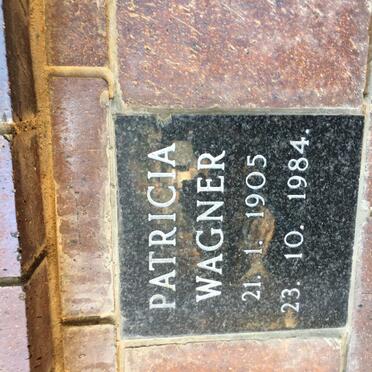 PATRICIA
WAGNER
21. 1. 1905
23. 10. 1984.